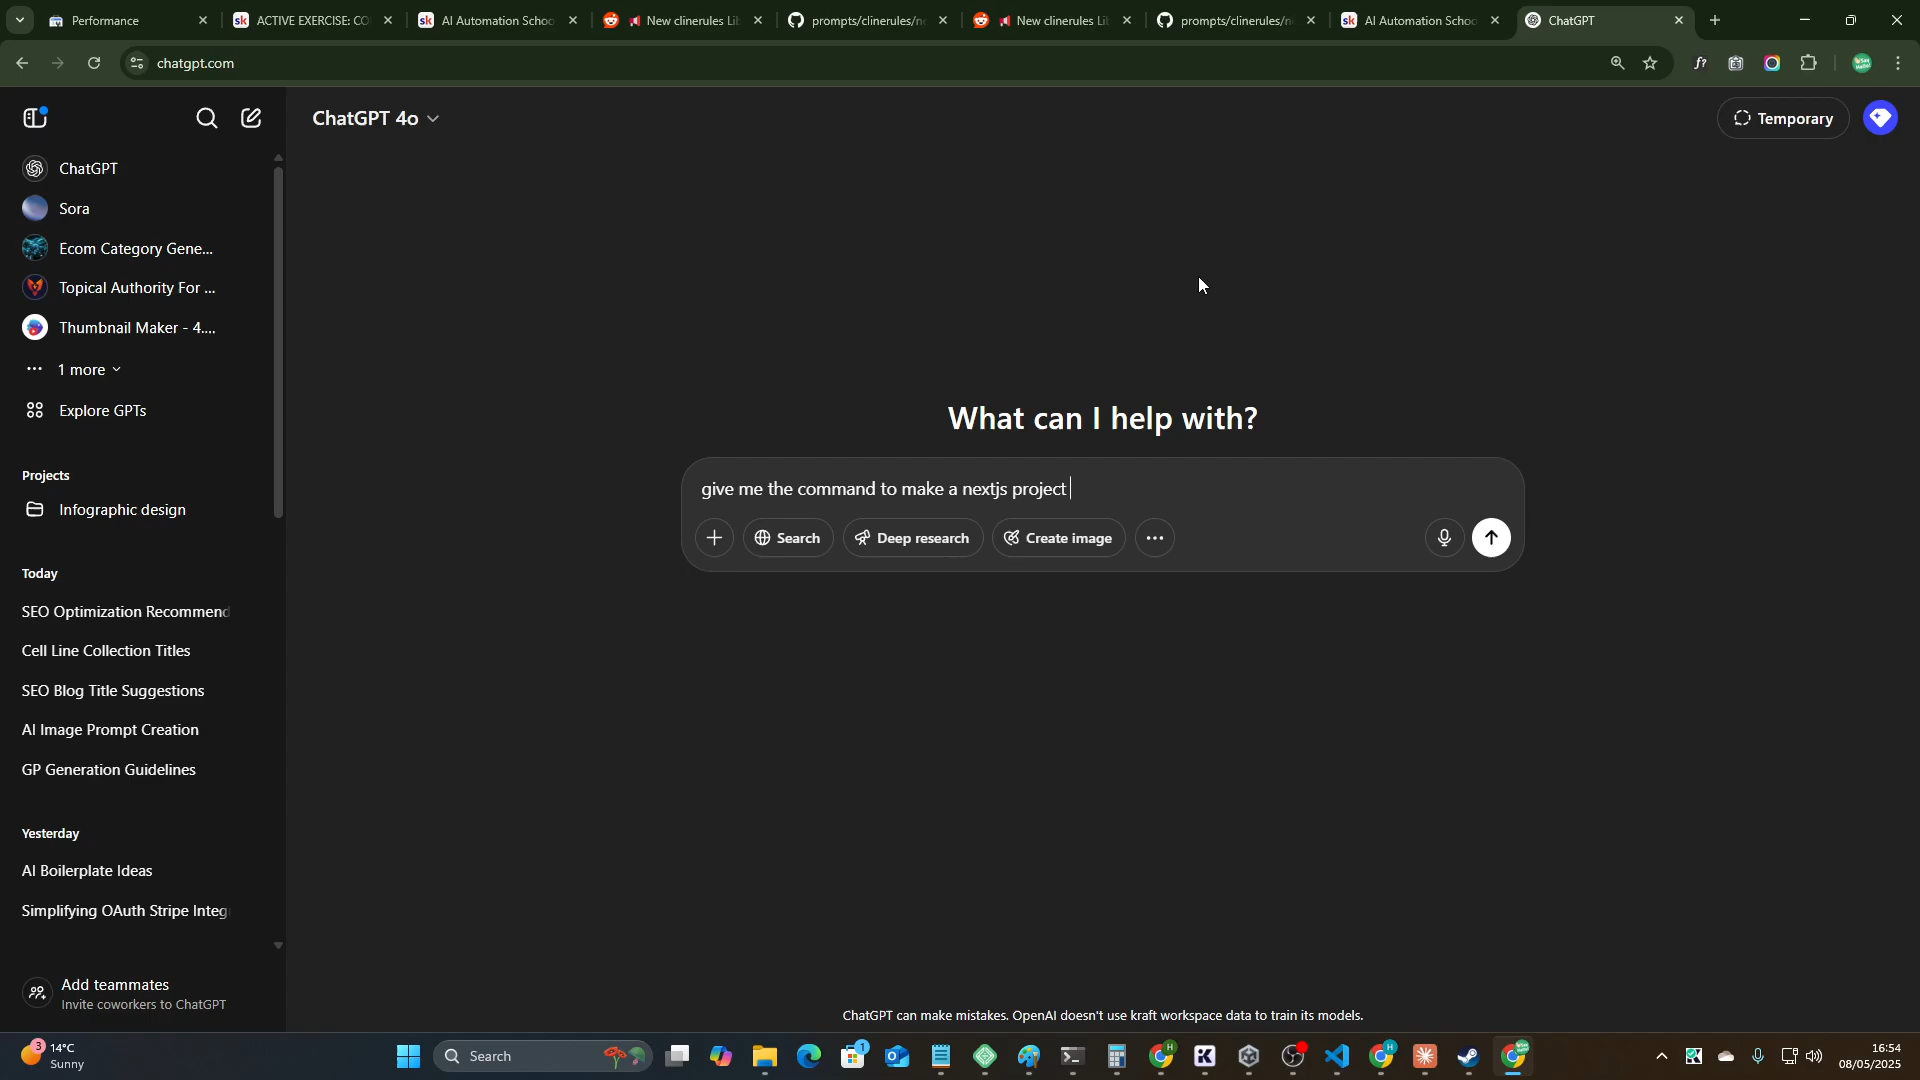 Performance
ACTIVE EXERCISE: CO
AI Automation Schoo
New clinerules Lib
prompts/clinerules/ne
New clinerules Lib
prompts/clinerules/ne
AI Automation Schoo
ChatGPT
chatgpt.com
ChatGPT 4o
Temporary
ChatGPT
Sora
Ecom Category Gene...
Topical Authority For ...
Thumbnail Maker - 4....
1 more
Explore GPTs
Projects
Infographic design
Today
SEO Optimization Recommend
Cell Line Collection Titles
SEO Blog Title Suggestions
AI Image Prompt Creation
GP Generation Guidelines
Yesterday
AI Boilerplate Ideas
Simplifying OAuth Stripe Integ
Add teammates
Invite coworkers to ChatGPT
What can I help with?
give me the command to make a nextjs project
Search
Deep research
Create image
ChatGPT can make mistakes. OpenAI doesn't use kraft workspace data to train its models.
3
14°C
Sunny
Search
1
H
H
16:54
08/05/2025